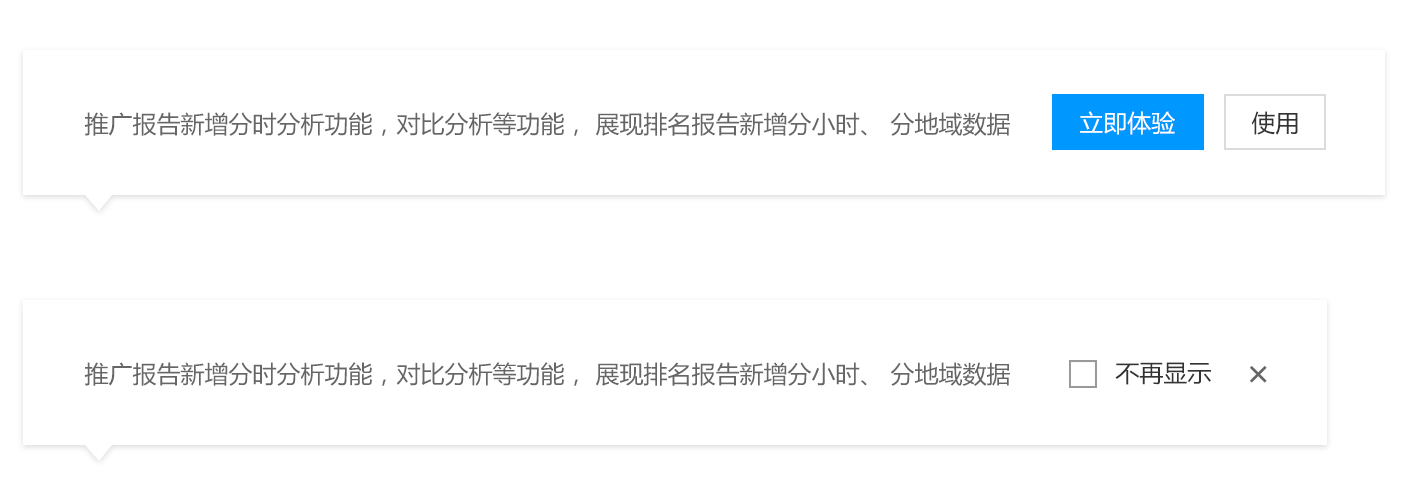 推广报告新增分时分析功能，对比分析等功能， 展现排名报告新增分小时、 分地域数据 立即体验 使用
推广报告新增分时分析功能，对比分析等功能， 展现排名报告新增分小时、 分地域数据 不再显示 ×